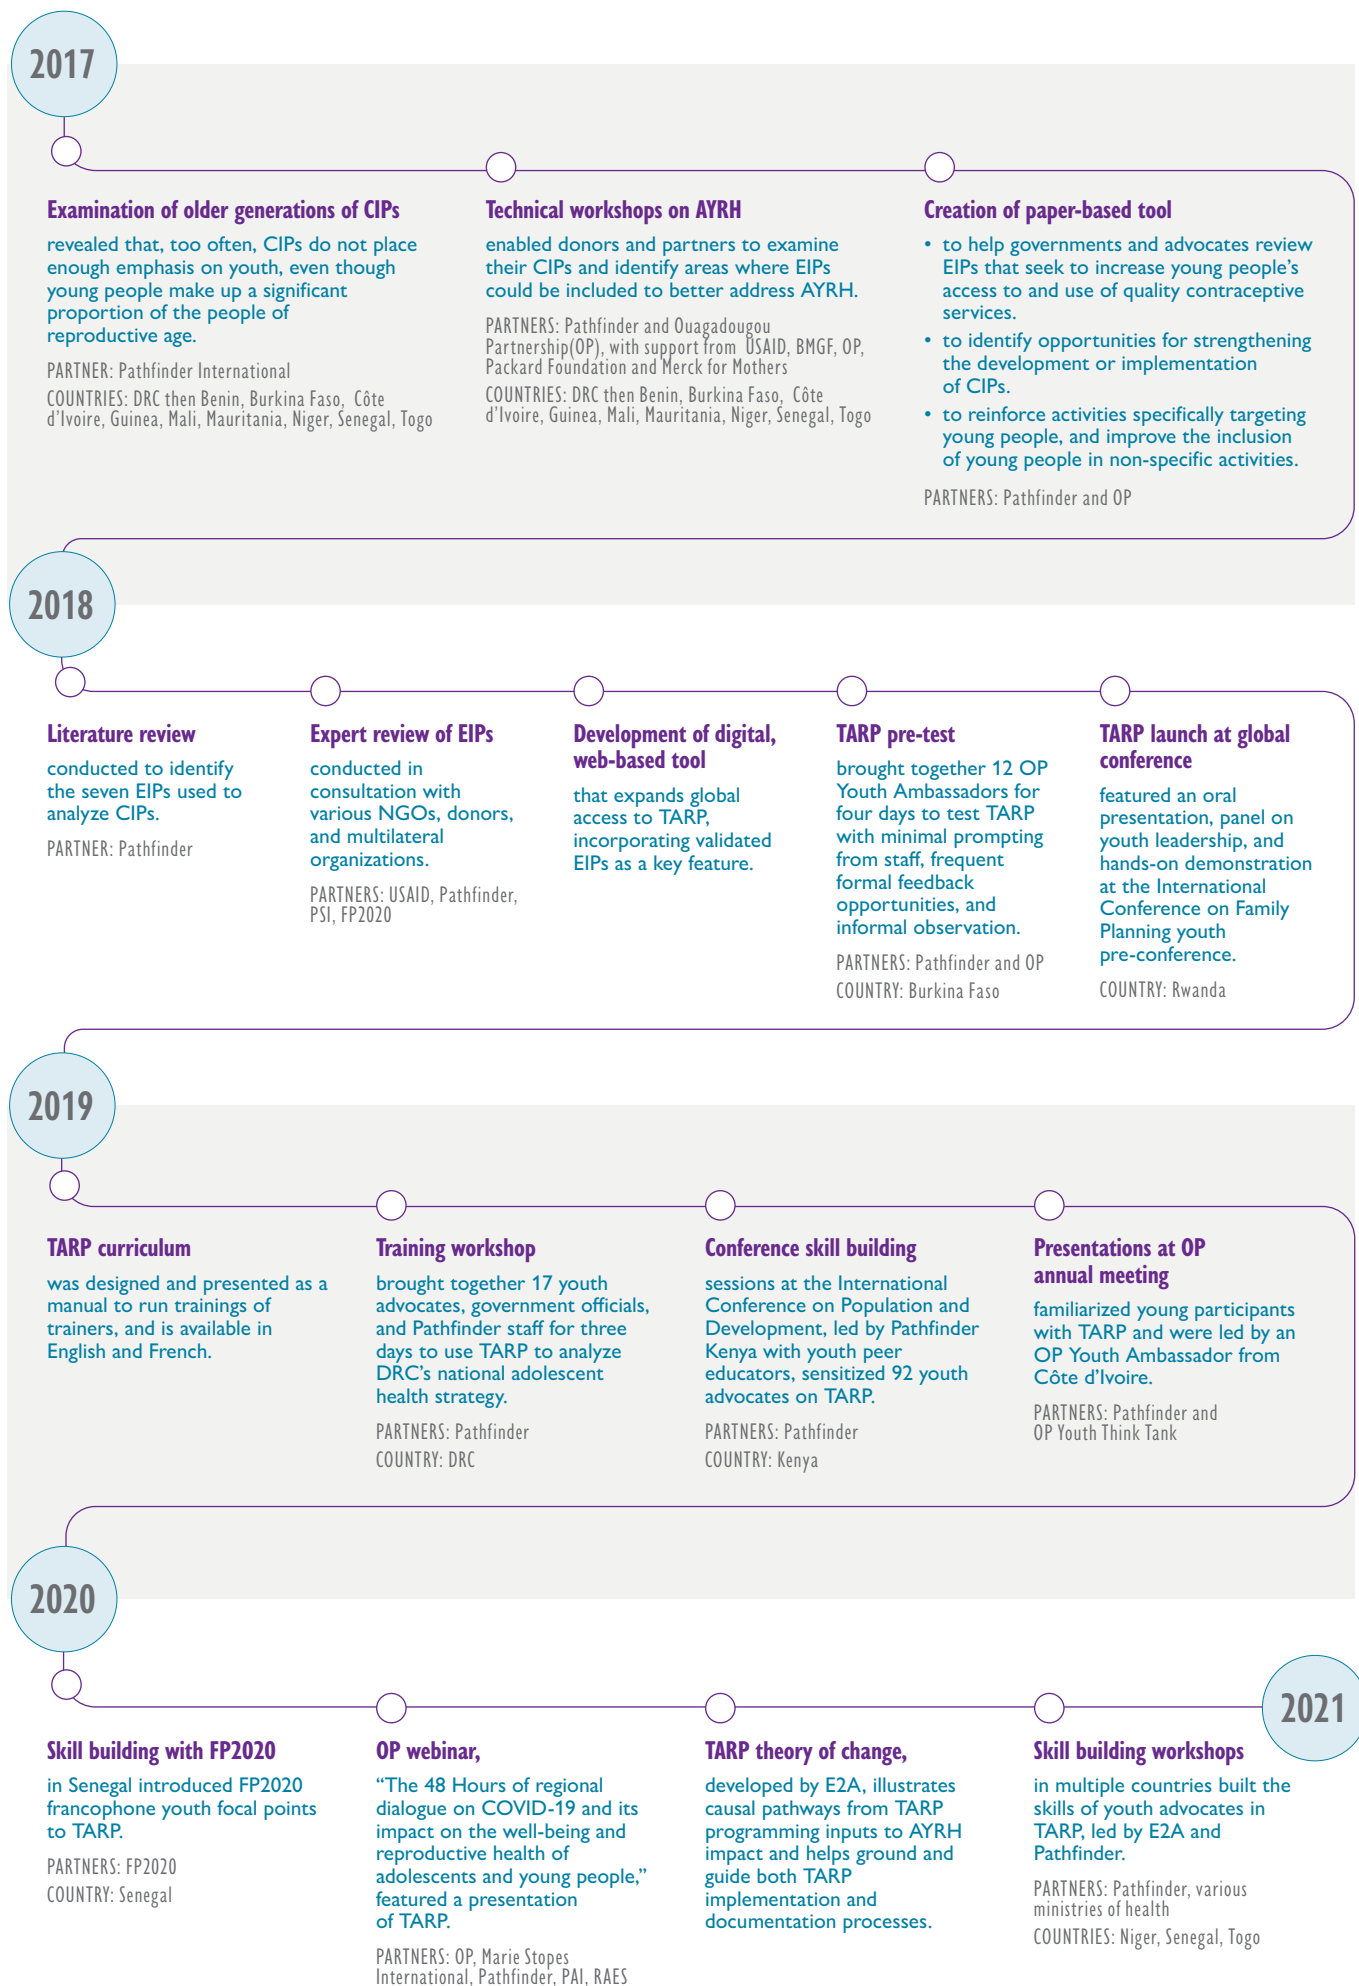 2017
Examination of older generations of CIPs
revealed that, too often, CIPs do not place
enough emphasis on youth, even though
young people make up a significant
proportion of the people of
reproductive age.
PARTNER: Pathfinder International
COUNTRIES: DRC then Benin, Burkina Faso, Côte
d’Ivoire, Guinea, Mali, Mauritania, Niger, Senegal, Togo
Technical workshops on AYRH
enabled donors and partners to examine
their CIPs and identify areas where EIPs
could be included to better address AYRH.
PARTNERS: Pathfinder and Ouagadougou
Partnership(OP), with support from USAID, BMGF, OP,
Packard Foundation and Merck for Mothers
COUNTRIES: DRC then Benin, Burkina Faso, Côte
d’Ivoire, Guinea, Mali, Mauritania, Niger, Senegal, Togo
Creation of paper-based tool
• to help governments and advocates review
EIPs that seek to increase young people’s
access to and use of quality contraceptive
services.
• to identify opportunities for strengthening
the development or implementation
of CIPs.
• to reinforce activities specifically targeting
young people, and improve the inclusion
of young people in non-specific activities.
PARTNERS: Pathfinder and OP
2018
Literature review
conducted to identify
the seven EIPs used to
analyze CIPs.
PARTNER: Pathfinder
Expert review of EIPs
conducted in
consultation with
various NGOs, donors,
and multilateral
organizations.
PARTNERS: USAID, Pathfinder,
PSI, FP2020
Development of digital,
web-based tool
that expands global
access to TARP,
incorporating validated
EIPs as a key feature.
TARP pre-test
brought together 12 OP
Youth Ambassadors for
four days to test TARP
with minimal prompting
from staff, frequent
formal feedback
opportunities, and
informal observation.
PARTNERS: Pathfinder and OP
COUNTRY: Burkina Faso
TARP launch at global
conference
featured an oral
presentation, panel on
youth leadership, and
hands-on demonstration
at the International
Conference on Family
Planning youth
pre-conference.
COUNTRY: Rwanda
2019
TARP curriculum
was designed and presented as a
manual to run trainings of
trainers, and is available in
English and French.
Training workshop
brought together 17 youth
advocates, government officials,
and Pathfinder staff for three
days to use TARP to analyze
DRC’s national adolescent
health strategy.
PARTNERS: Pathfinder
COUNTRY: DRC
Conference skill building
sessions at the International
Conference on Population and
Development, led by Pathfinder
Kenya with youth peer
educators, sensitized 92 youth
advocates on TARP.
PARTNERS: Pathfinder
COUNTRY: Kenya
Presentations at OP
annual meeting
familiarized young participants
with TARP and were led by an
OP Youth Ambassador from
Côte d’Ivoire.
PARTNERS: Pathfinder and
OP Youth Think Tank
2020
Skill building with FP2020
in Senegal introduced FP2020
francophone youth focal points
to TARP.
PARTNERS: FP2020
COUNTRY: Senegal
OP webinar,
“The 48 Hours of regional
dialogue on COVID-19 and its
impact on the well-being and
reproductive health of
adolescents and young people,”
featured a presentation
of TARP.
PARTNERS: OP, Marie Stopes
International, Pathfinder, PAI, RAES
TARP theory of change,
developed by E2A, illustrates
causal pathways from TARP
programming inputs to AYRH
impact and helps ground and
guide both TARP
implementation and
documentation processes.
2021
Skill building workshops
in multiple countries built the
skills of youth advocates in
TARP, led by E2A and
Pathfinder.
PARTNERS: Pathfinder, various
ministries of health
COUNTRIES: Niger, Senegal, Togo